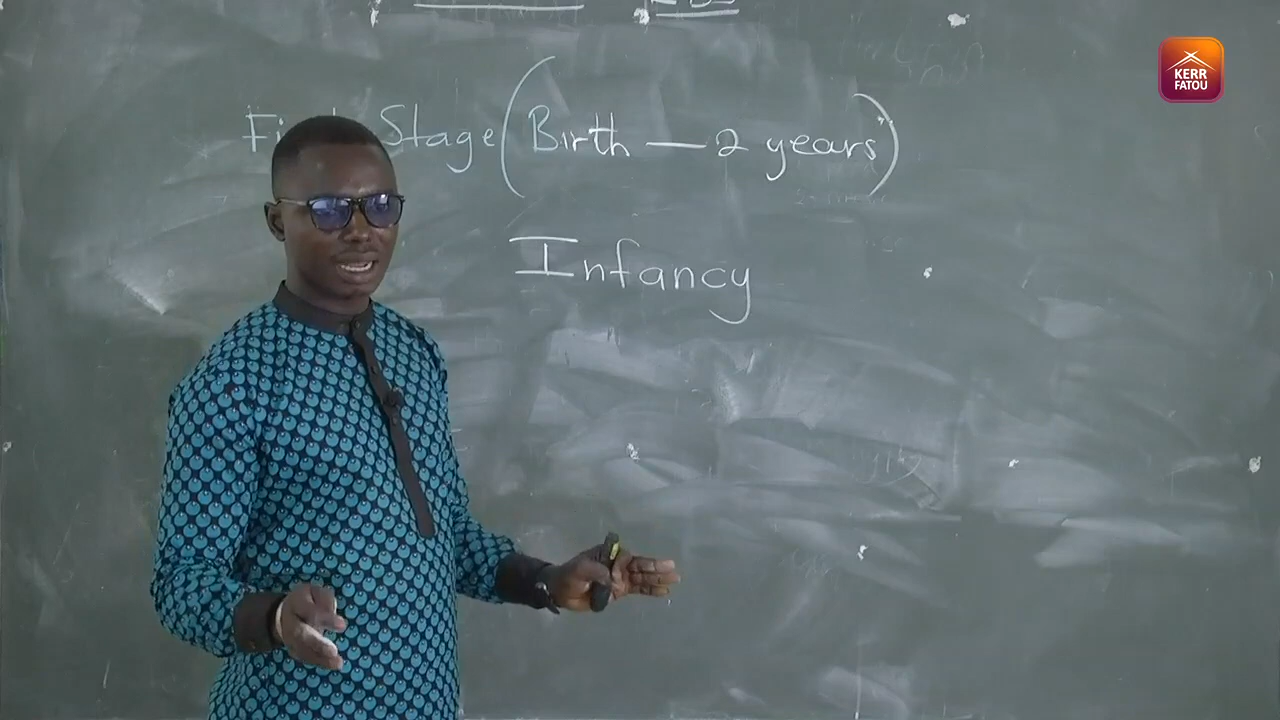 Stage (Birth — 2 years)
Infancy
KERR
FATOU